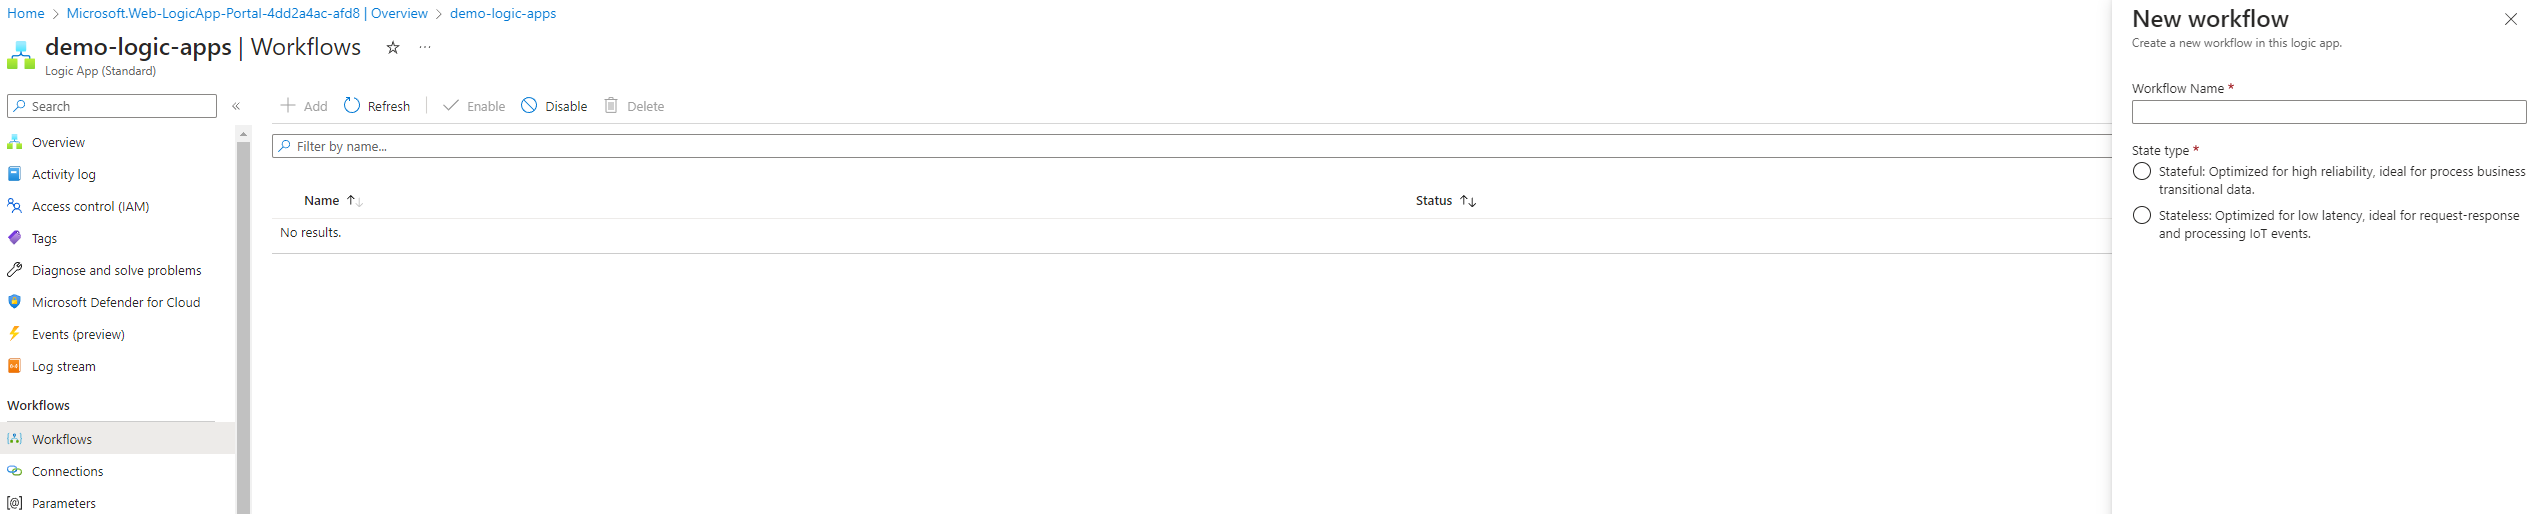 Home > Microsoft.Web-LogicApp-Portal-4dd2a4ac-afd8 | Overview > demo-logic-apps
demo-logic-apps | Workflows
Logic App (Standard)
Search
Overview
Activity log
Access control (IAM)
Tags
Diagnose and solve problems
Microsoft Defender for Cloud
Events (preview)
Log stream
Workflows
Workflows
Connections
Parameters
Add Refresh Enable Disable Delete
Filter by name...
Name Status
No results.
New workflow
Create a new workflow in this logic app.
Workflow Name *
State type *
Stateful: Optimized for high reliability, ideal for process business
transitional data.
Stateless: Optimized for low latency, ideal for request-response
and processing IoT events.